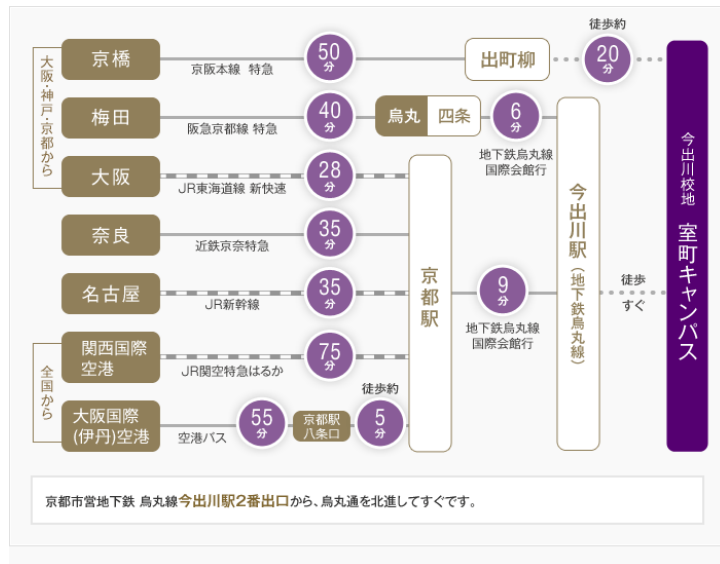 大阪・神戸・京都から
京橋
京阪本線 特急
50分
出町柳
徒歩約
20分
梅田
阪急京都線 特急
40分
烏丸
四条
6分
地下鉄烏丸線
国際会館行
大阪
JR東海道線 新快速
28分
奈良
近鉄京奈特急
35分
名古屋
JR新幹線
35分
全国から
関西国際
空港
JR関空特急はるか
75分
大阪国際
(伊丹)空港
空港バス
55分
京都駅
八条口
徒歩約
5分
京都駅
9分
地下鉄烏丸線
国際会館行
今出川駅(地下鉄烏丸線)
徒歩
すぐ
今出川校地 室町キャンパス
京都市営地下鉄 烏丸線今出川駅2番出口から、烏丸通を北進してすぐです。